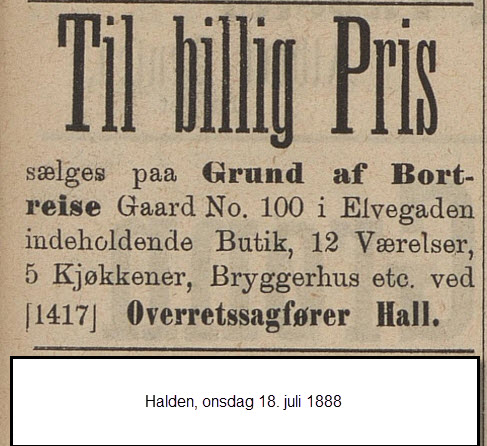 Til billig Pris
sælges paa Grund af Bort-
reise Gaard No. 100 i Elvegaden
indeholdende Butik, 12 Værelser,
5 Kjøkkener, Bryggerhus etc. ved
[1417] Overretssagfører Hall.
Halden, onsdag 18. juli 1888